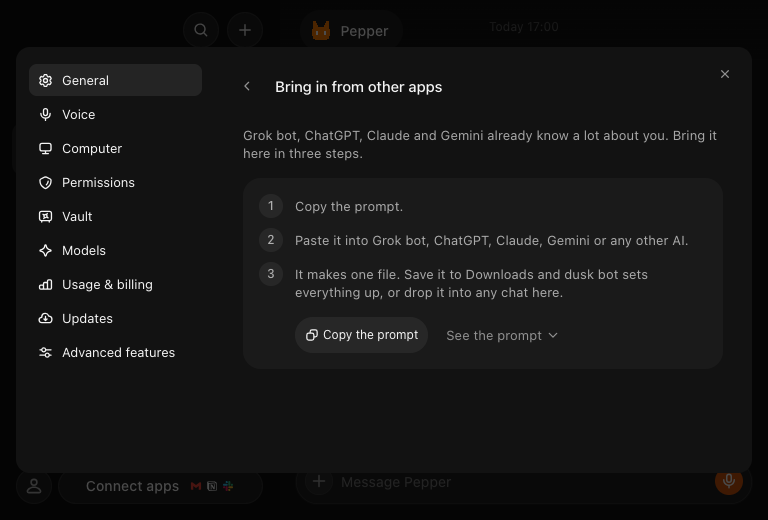 Pepper
Today 17:00
General
Voice
Computer
Permissions
Vault
Models
Usage & billing
Updates
Advanced features
Bring in from other apps
Grok bot, ChatGPT, Claude and Gemini already know a lot about you. Bring it
here in three steps.
1 Copy the prompt.
2 Paste it into Grok bot, ChatGPT, Claude, Gemini or any other AI.
3 It makes one file. Save it to Downloads and dusk bot sets
everything up, or drop it into any chat here.
Copy the prompt See the prompt
Connect apps
Message Pepper